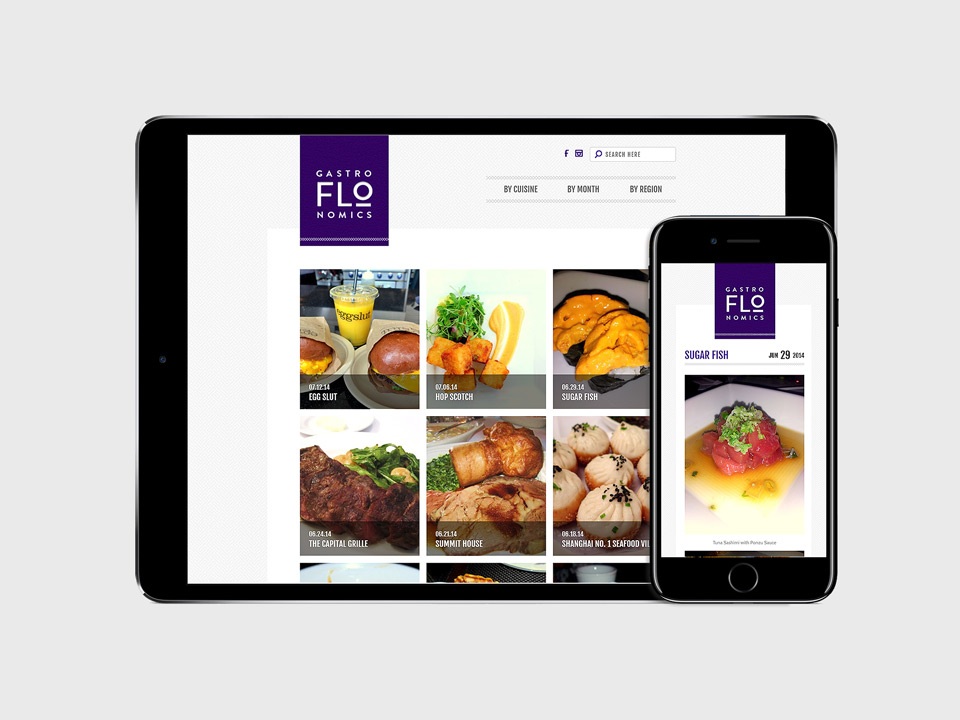 GASTRO
FLO
NOMICS
f
SEARCH HERE
BY CUISINE BY MONTH BY REGION
eggslut
07.12.14
EGG SLUT
07.06.14
HOP SCOTCH
06.29.14
SUGAR FISH
06.24.14
THE CAPITAL GRILLE
06.21.14
SUMMIT HOUSE
06.18.14
SHANGHAI NO. 1 SEAFOOD VIL
GASTRO
FLO
NOMICS
SUGAR FISH JUN 29 2014
Tuna Sashimi with Ponzu Sauce